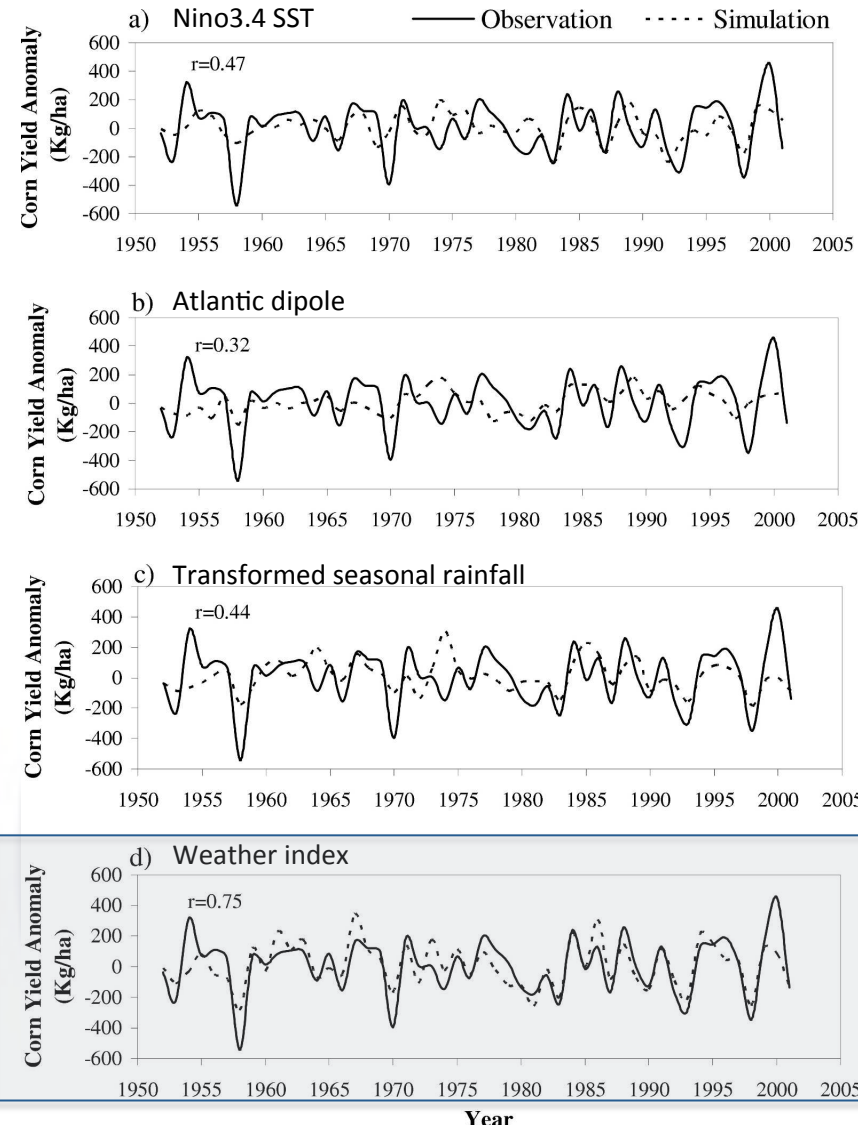 a) Nino3.4 SST
Observation
Simulation
600
400
200
0
-200
-400
-600
Corn Yield Anomaly
(Kg/ha)
r=0.47
1950 1955 1960 1965 1970 1975 1980 1985 1990 1995 2000 2005
b) Atlantic dipole
600
400
200
0
-200
-400
-600
Corn Yield Anomaly
(Kg/ha)
r=0.32
1950 1955 1960 1965 1970 1975 1980 1985 1990 1995 2000 2005
c) Transformed seasonal rainfall
600
400
200
0
-200
-400
-600
Corn Yield Anomaly
(Kg/ha)
r=0.44
1950 1955 1960 1965 1970 1975 1980 1985 1990 1995 2000 2005
d) Weather index
600
400
200
0
-200
-400
-600
Corn Yield Anomaly
(Kg/ha)
r=0.75
1950 1955 1960 1965 1970 1975 1980 1985 1990 1995 2000 2005
Year